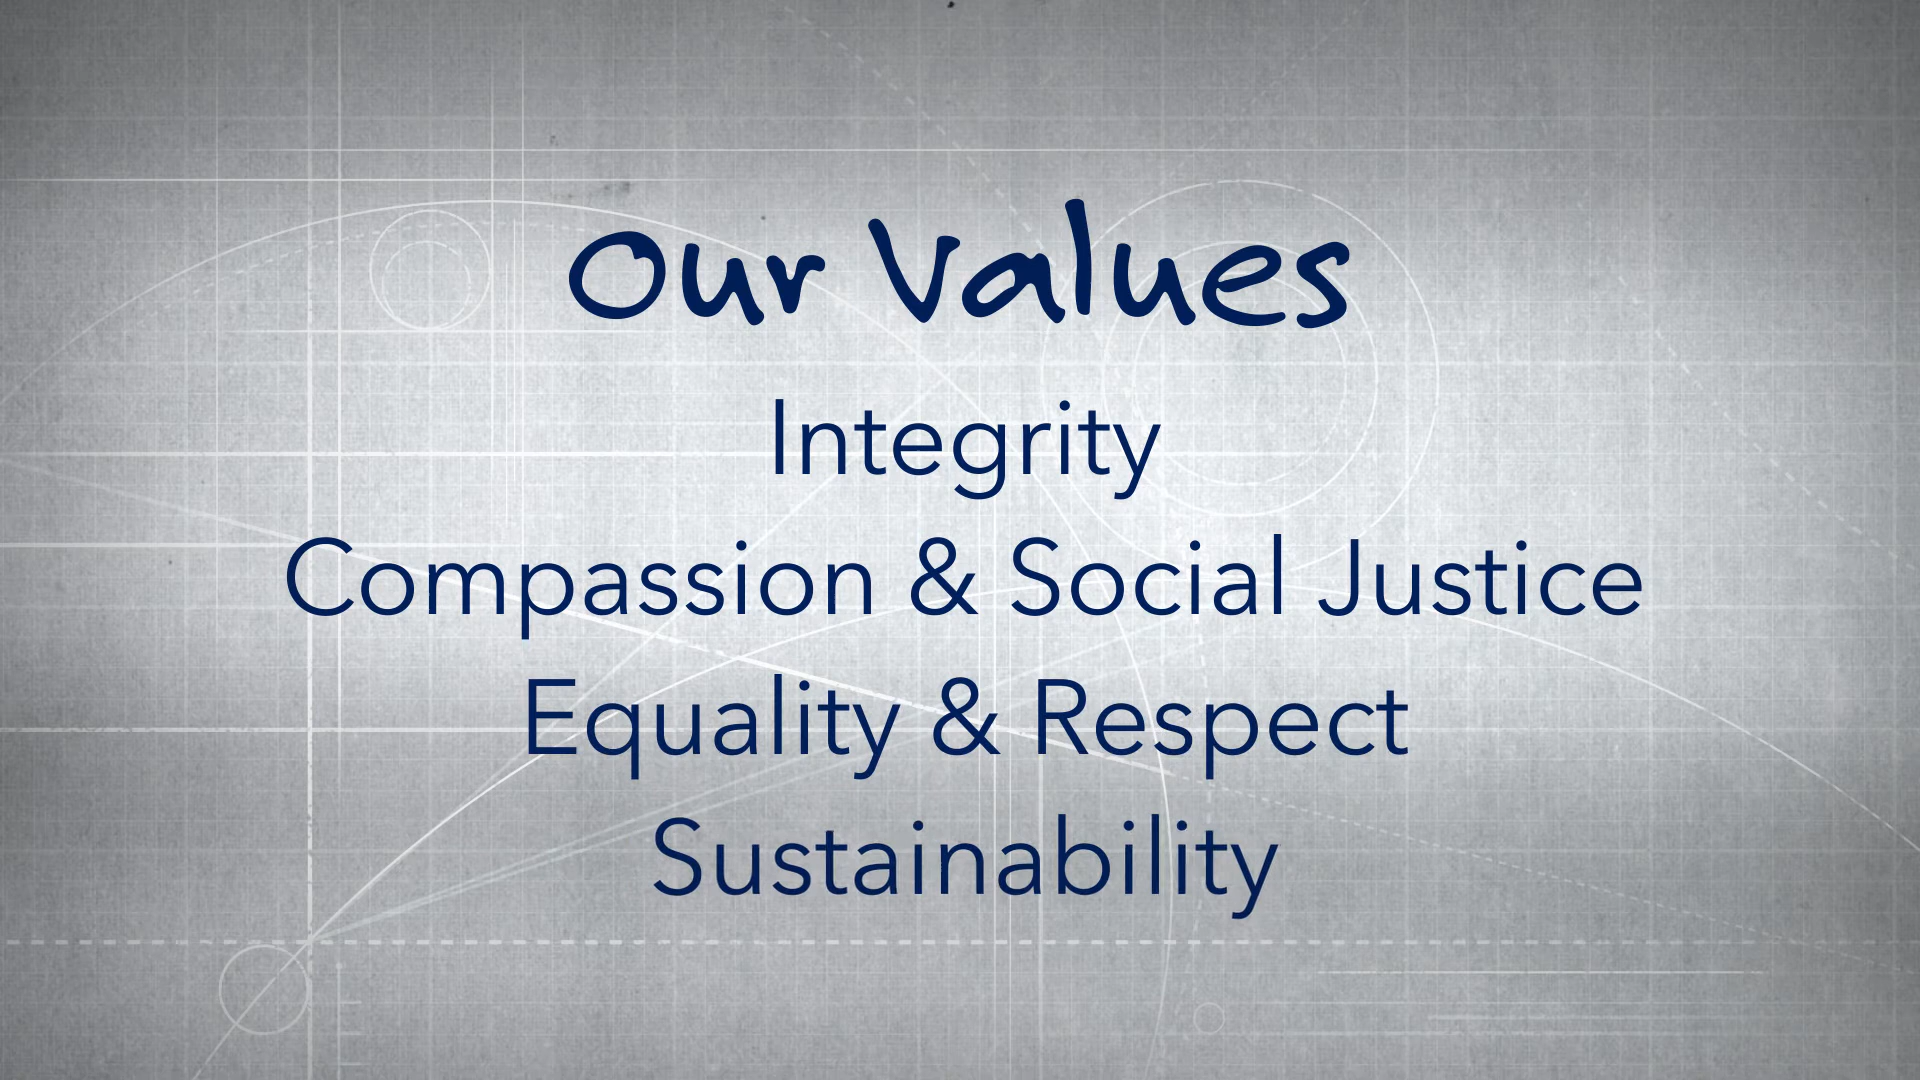 Our Values
Integrity
Compassion & Social Justice
Equality & Respect
Sustainability